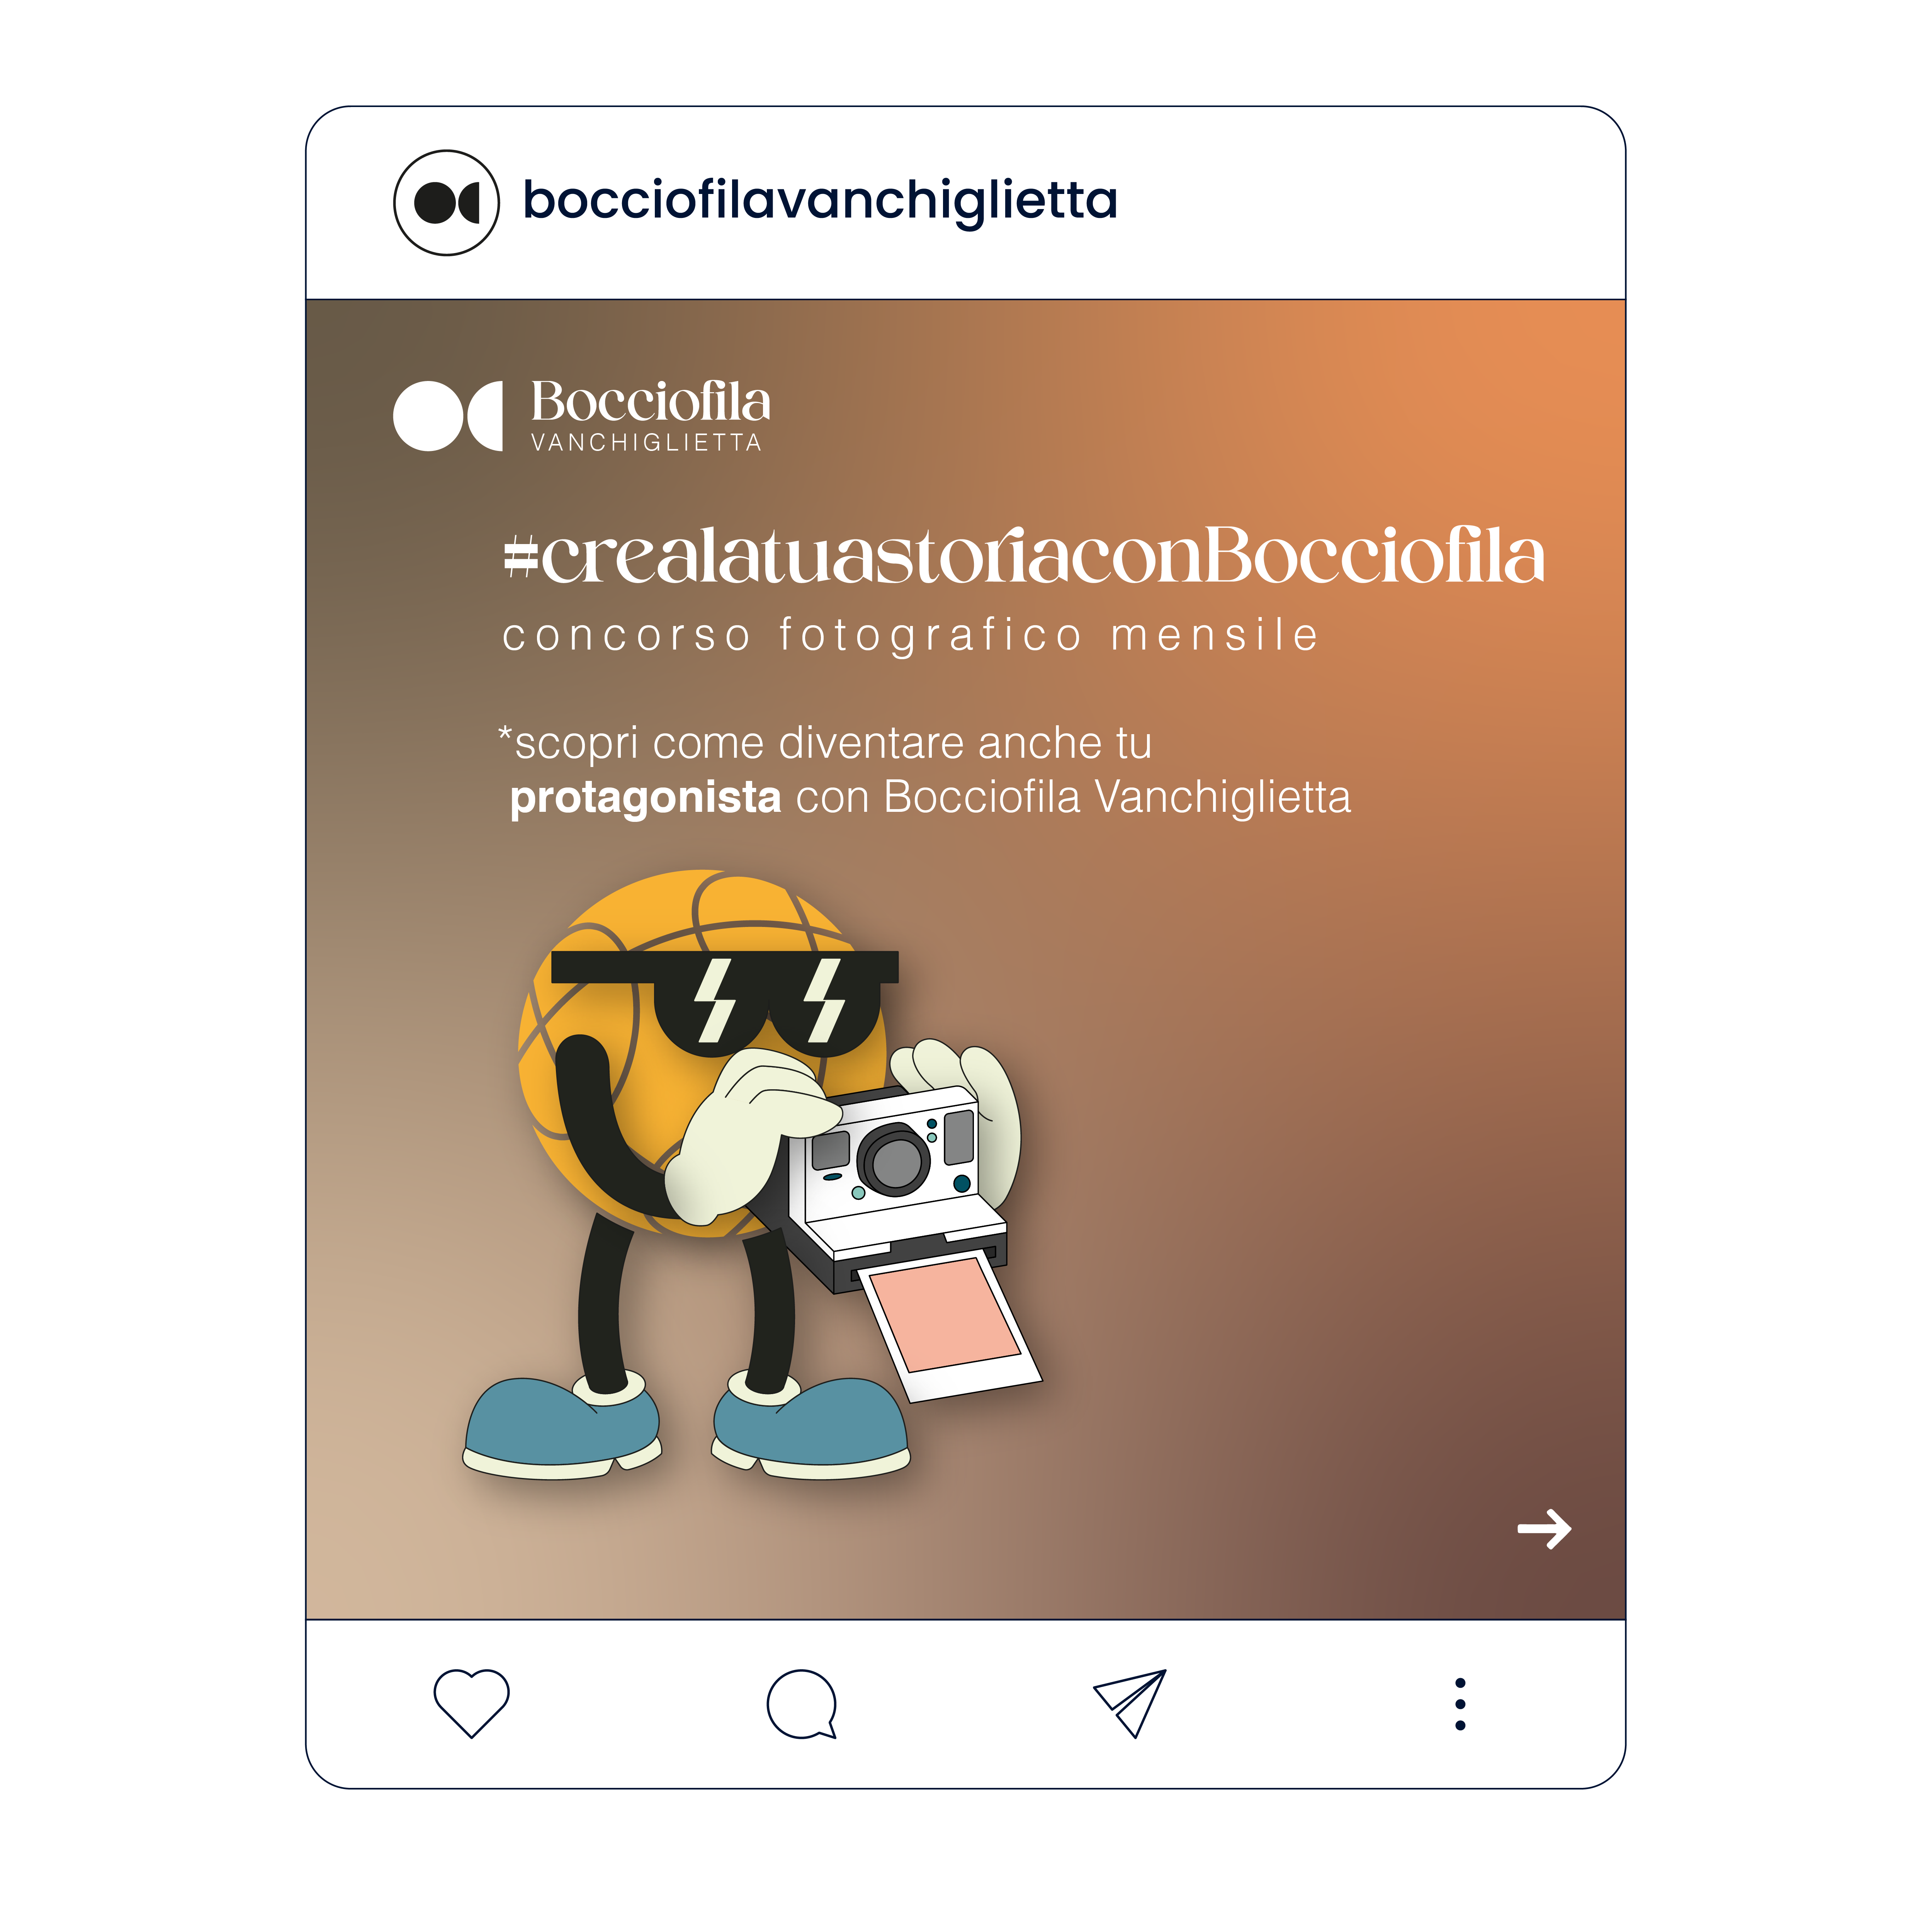 bocciofilavanchiglietta
Bocciofila
VANCHIGLIETTA
#crealatuastoriaconBocciofila
concorso fotografico mensile
*scopri come diventare anche tu
protagonista con Bocciofila Vanchiglietta